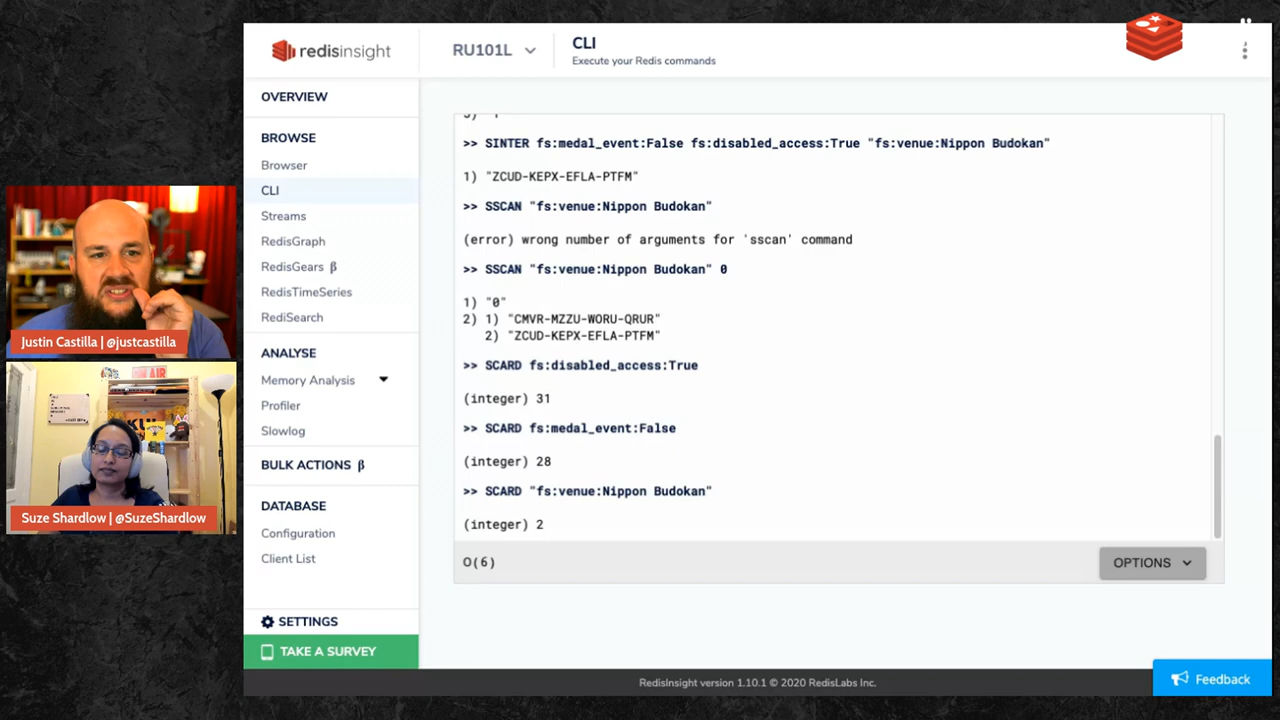 redisinsight
RU101L
CLI
Execute your Redis commands
OVERVIEW
BROWSE
Browser
CLI
Streams
RedisGraph
RedisGears β
RedisTimeSeries
RediSearch
ANALYSE
Memory Analysis
Profiler
Slowlog
BULK ACTIONS β
DATABASE
Configuration
Client List
SETTINGS
TAKE A SURVEY
>> SINTER fs:medal_event:False fs:disabled_access:True "fs:venue:Nippon Budokan"
1) "ZCUD-KEPX-EFLA-PTFM"
>> SSCAN "fs:venue:Nippon Budokan"
(error) wrong number of arguments for 'sscan' command
>> SSCAN "fs:venue:Nippon Budokan" 0
1) "0"
2) 1) "CMVR-MZZU-WORU-QRUR"
2) "ZCUD-KEPX-EFLA-PTFM"
>> SCARD fs:disabled_access:True
(integer) 31
>> SCARD fs:medal_event:False
(integer) 28
>> SCARD "fs:venue:Nippon Budokan"
(integer) 2
O(6)
OPTIONS
RedisInsight version 1.10.1 © 2020 RedisLabs Inc.
Feedback
Justin Castilla | @justcastilla
ON AIR
Suze Shardlow | @SuzeShardlow